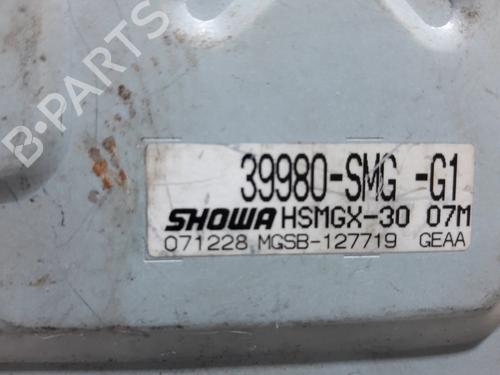 39980-SMG -G1
SHOWA HSMGX-30 07M
071228 MGSB-127719 GEAA
B-PARTS